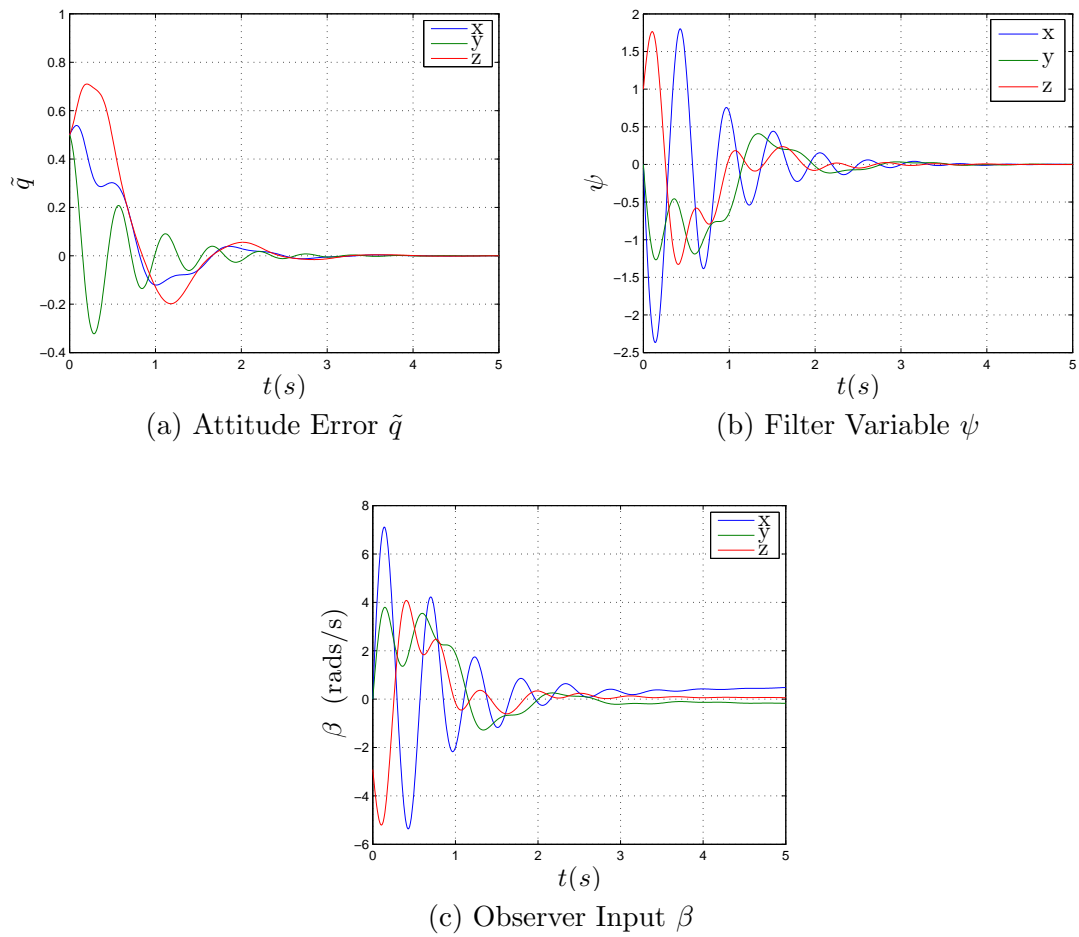 1
0.8
0.6
0.4
0.2
0
−0.2
−0.4
0 1 2 3 4 5
x
y
z
q̃
t(s)
(a) Attitude Error q̃
2
1.5
1
0.5
0
−0.5
−1
−1.5
−2
−2.5
0 1 2 3 4 5
x
y
z
ψ
t(s)
(b) Filter Variable ψ
8
6
4
2
0
−2
−4
−6
0 1 2 3 4 5
x
y
z
β (rads/s)
t(s)
(c) Observer Input β